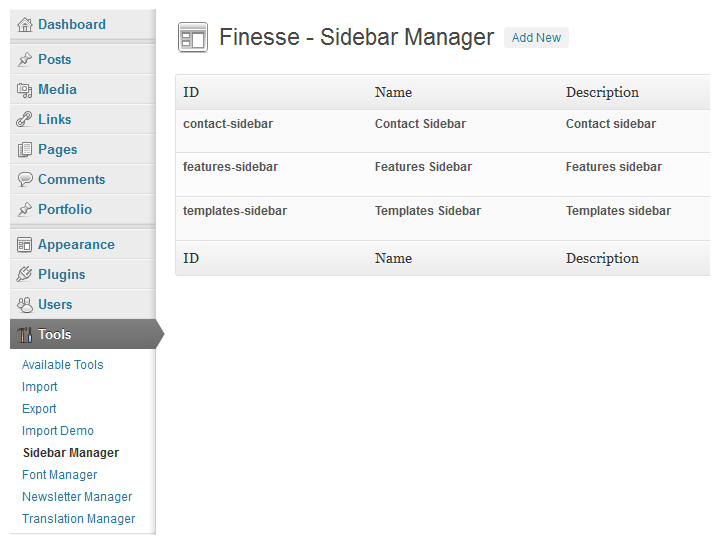 Dashboard
Posts
Media
Links
Pages
Comments
Portfolio
Appearance
Plugins
Users
Tools
Available Tools
Import
Export
Import Demo
Sidebar Manager
Font Manager
Newsletter Manager
Translation Manager
Finesse - Sidebar Manager Add New
ID Name Description
contact-sidebar Contact Sidebar Contact sidebar
features-sidebar Features Sidebar Features sidebar
templates-sidebar Templates Sidebar Templates sidebar
ID Name Description